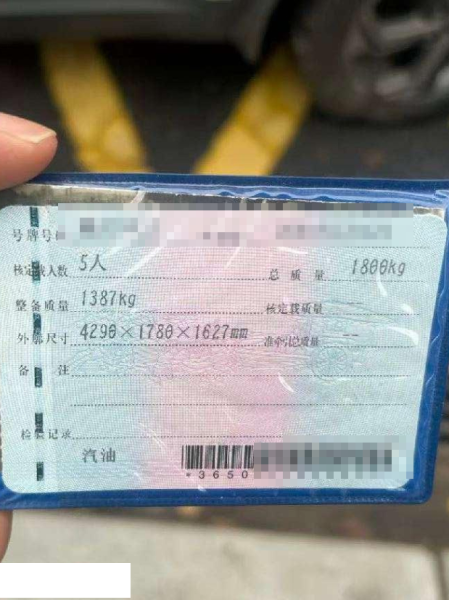 号牌号
核定载人数 5人 总质量 1800kg
整备质量 1387kg 核定载质量 --
外廓尺寸 4290×1780×1627mm 准牵引总质量 --
备注
检验记录
汽油
*3650